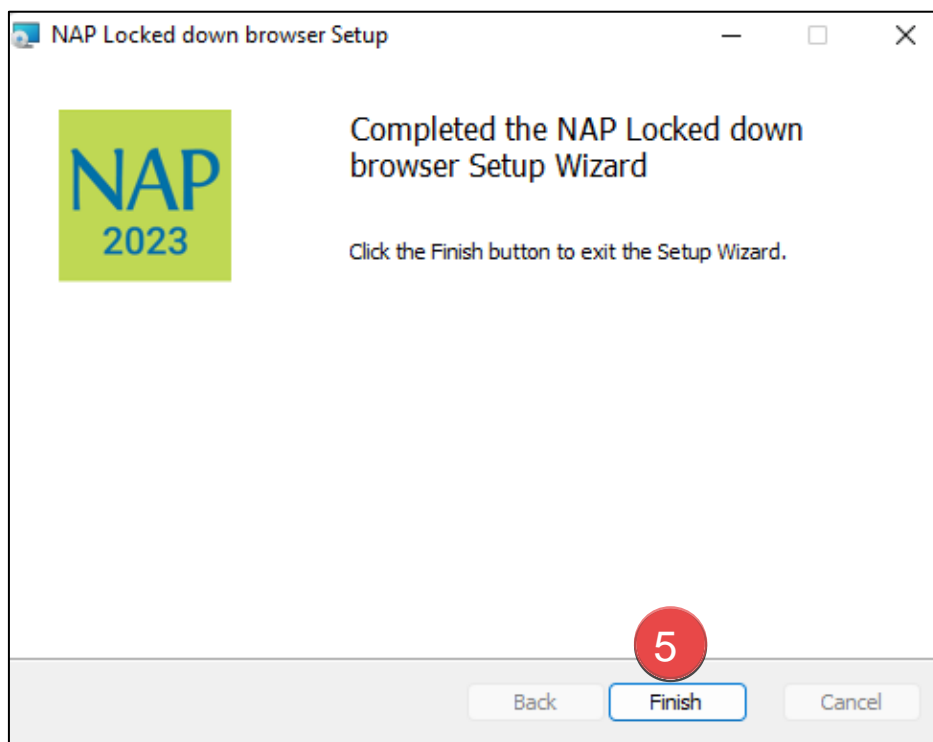 NAP Locked down browser Setup
NAP
2023
Completed the NAP Locked down
browser Setup Wizard
Click the Finish button to exit the Setup Wizard.
5
Back Finish Cancel